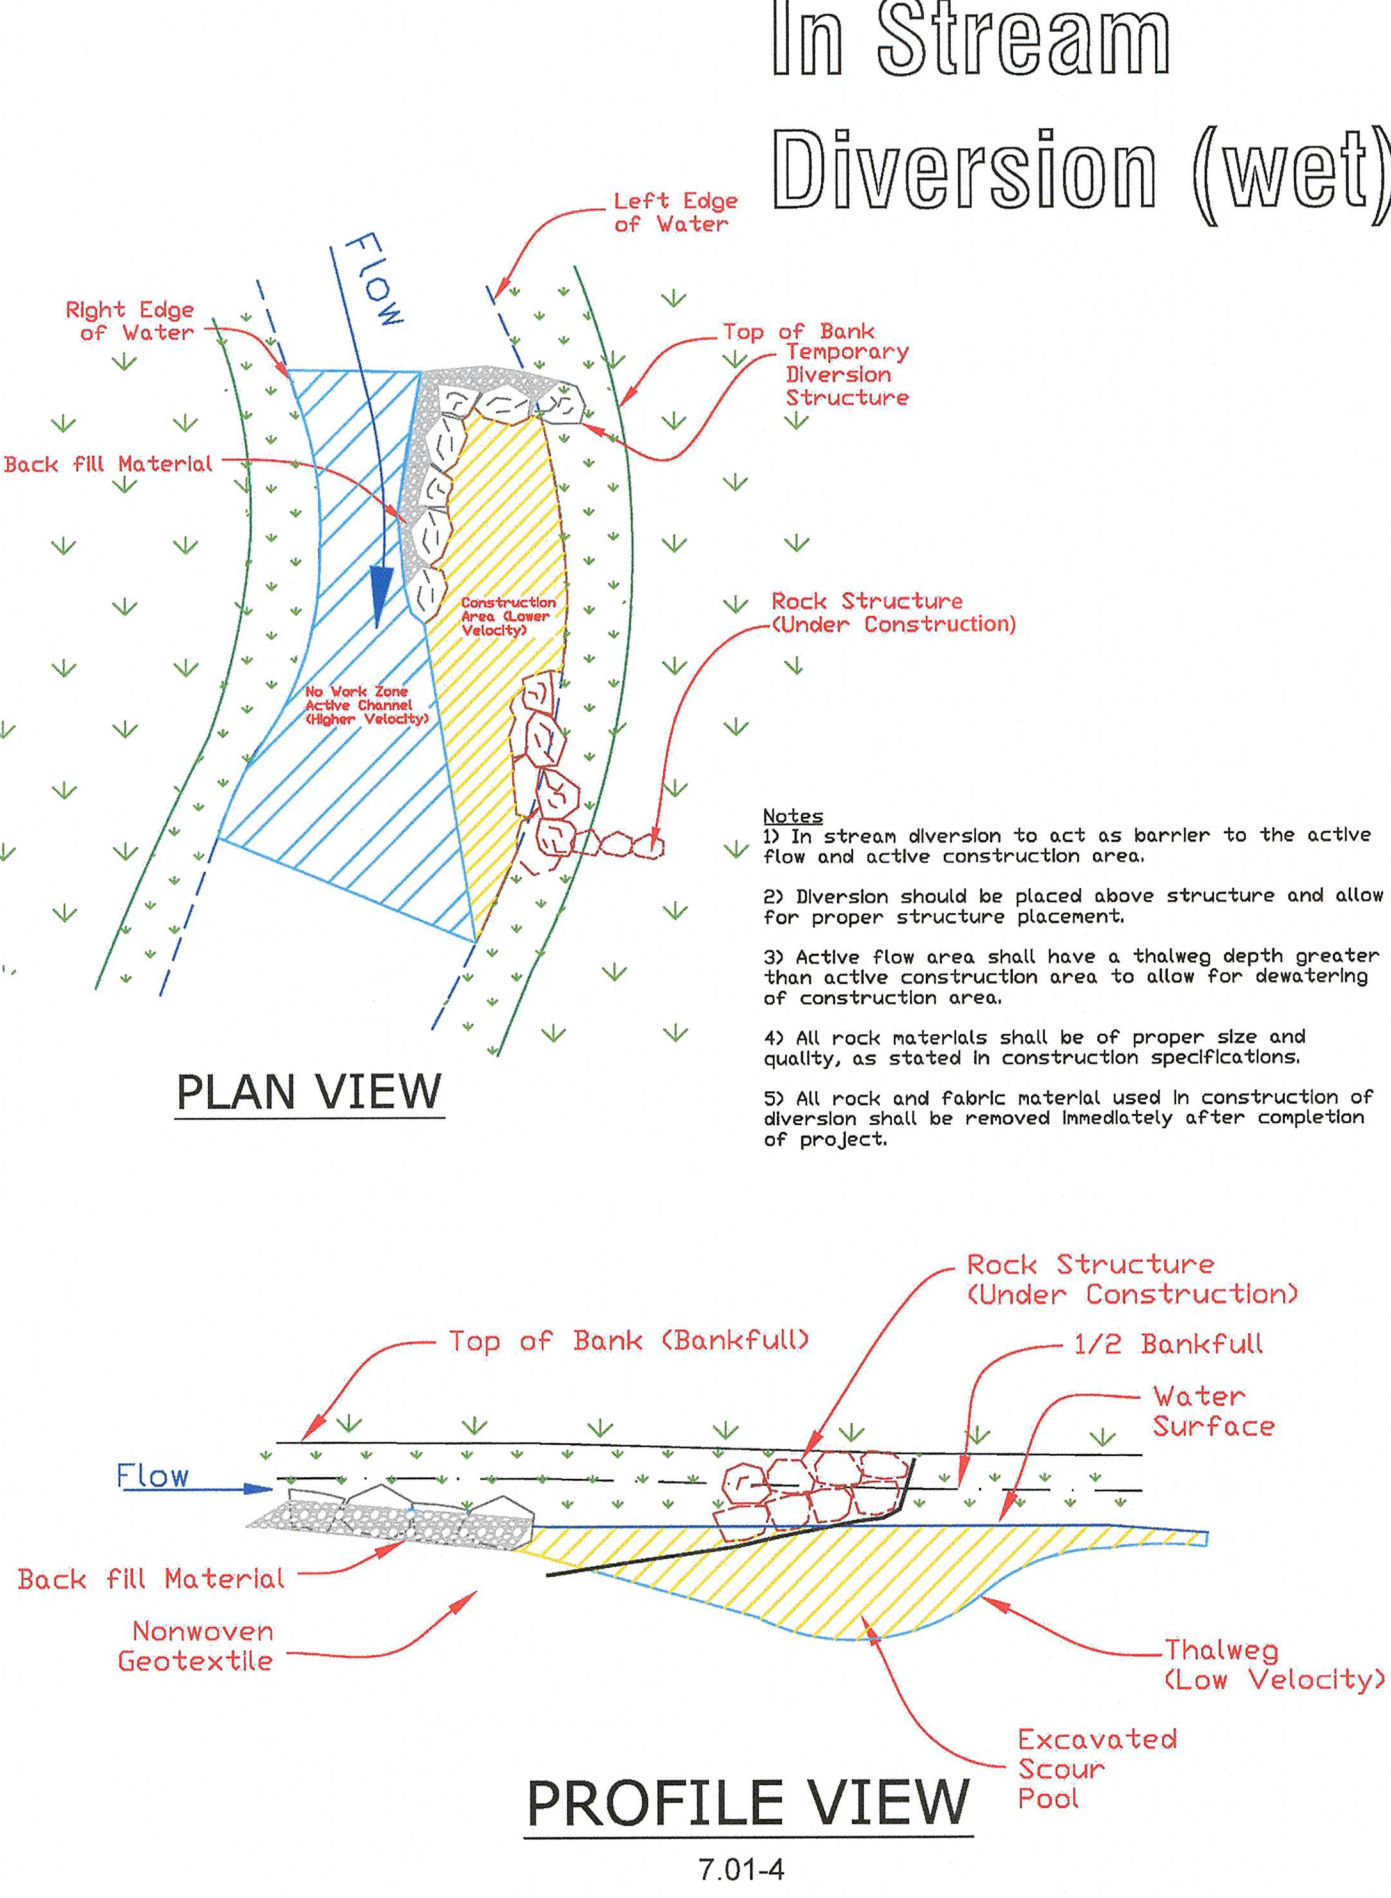 In Stream
Diversion (wet)
Left Edge
of Water
Flow
Right Edge
of Water
Top of Bank
Temporary
Diversion
Structure
Back fill Material
Rock Structure
(Under Construction)
Construction
Area (Lower
Velocity)
No Work Zone
Active Channel
(Higher Velocity)
Notes
1) In stream diversion to act as barrier to the active
flow and active construction area.
2) Diversion should be placed above structure and allow
for proper structure placement.
3) Active flow area shall have a thalweg depth greater
than active construction area to allow for dewatering
of construction area.
4) All rock materials shall be of proper size and
quality, as stated in construction specifications.
5) All rock and fabric material used in construction of
diversion shall be removed immediately after completion
of project.
PLAN VIEW
Rock Structure
(Under Construction)
Top of Bank (Bankfull)
1/2 Bankfull
Water
Surface
Flow
Back fill Material
Nonwoven
Geotextile
Thalweg
(Low Velocity)
Excavated
Scour
Pool
PROFILE VIEW
7.01-4